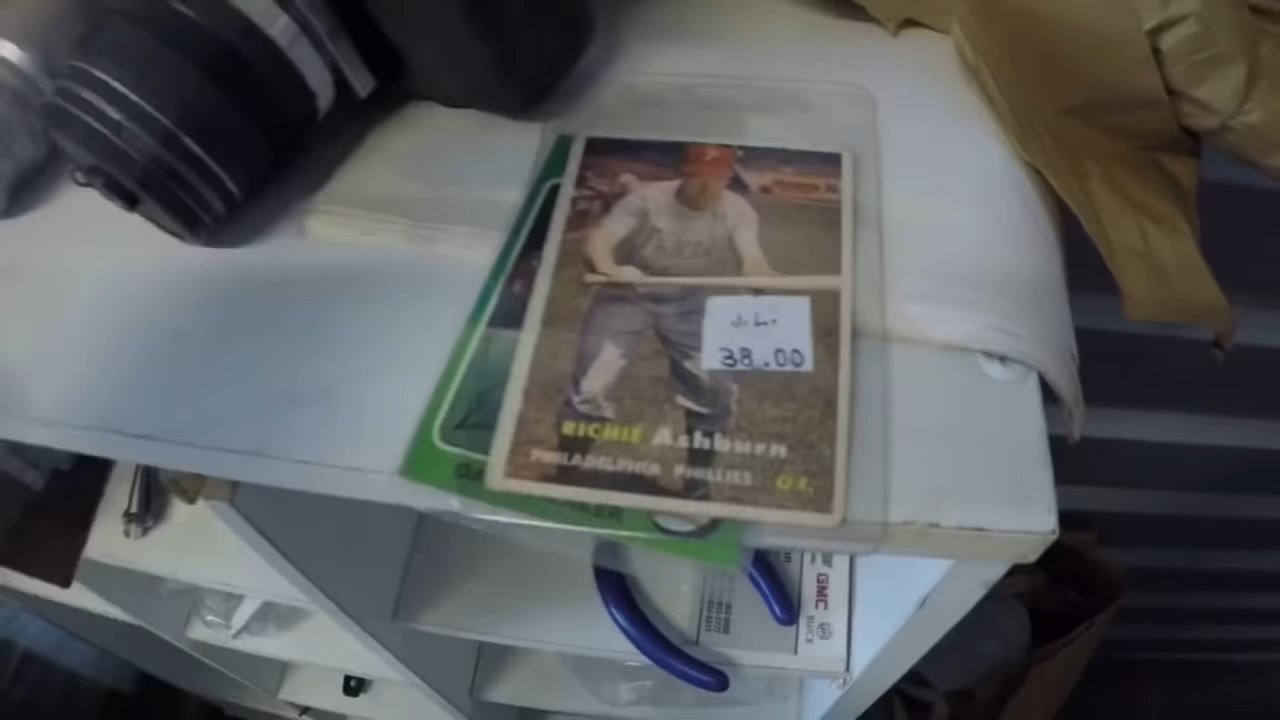 J.L.
38.00
RICHIE Ashburn
PHILADELPHIA PHILLIES O.F.
GMC
BUICK